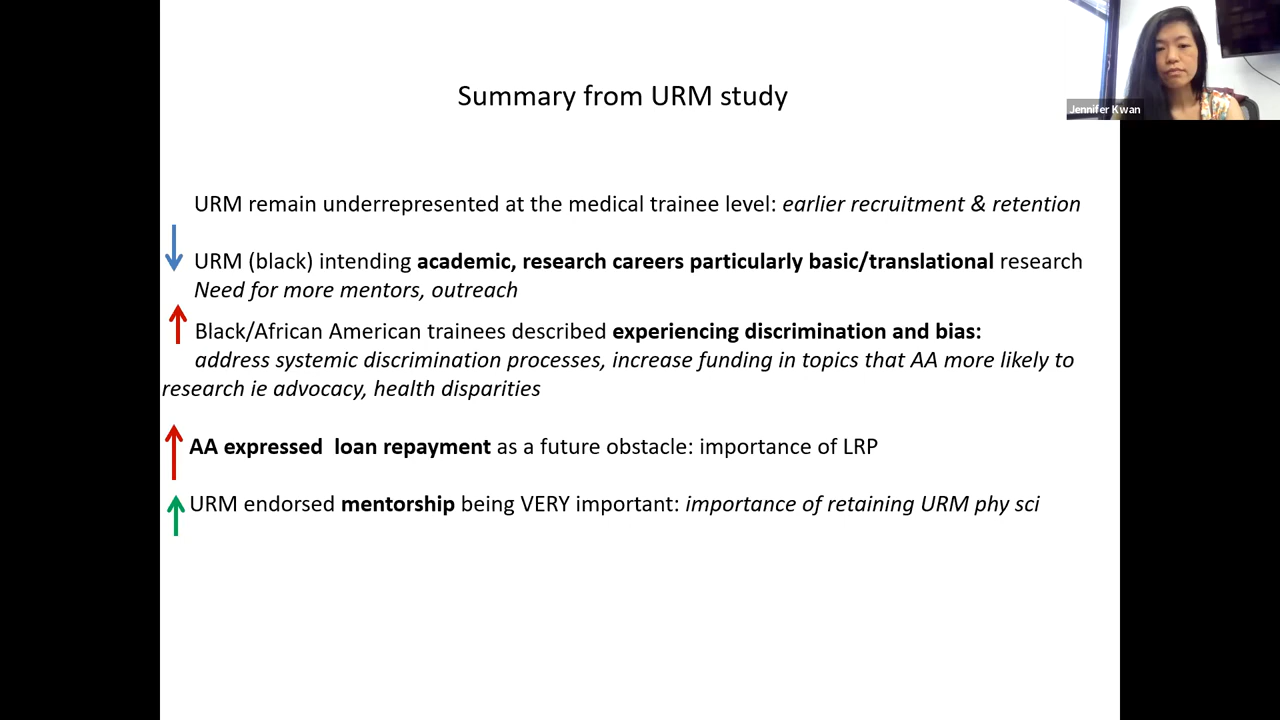 Summary from URM study
Jennifer Kwan
URM remain underrepresented at the medical trainee level: earlier recruitment & retention
URM (black) intending academic, research careers particularly basic/translational research
Need for more mentors, outreach
Black/African American trainees described experiencing discrimination and bias:
address systemic discrimination processes, increase funding in topics that AA more likely to
research ie advocacy, health disparities
AA expressed  loan repayment as a future obstacle: importance of LRP
URM endorsed mentorship being VERY important: importance of retaining URM phy sci